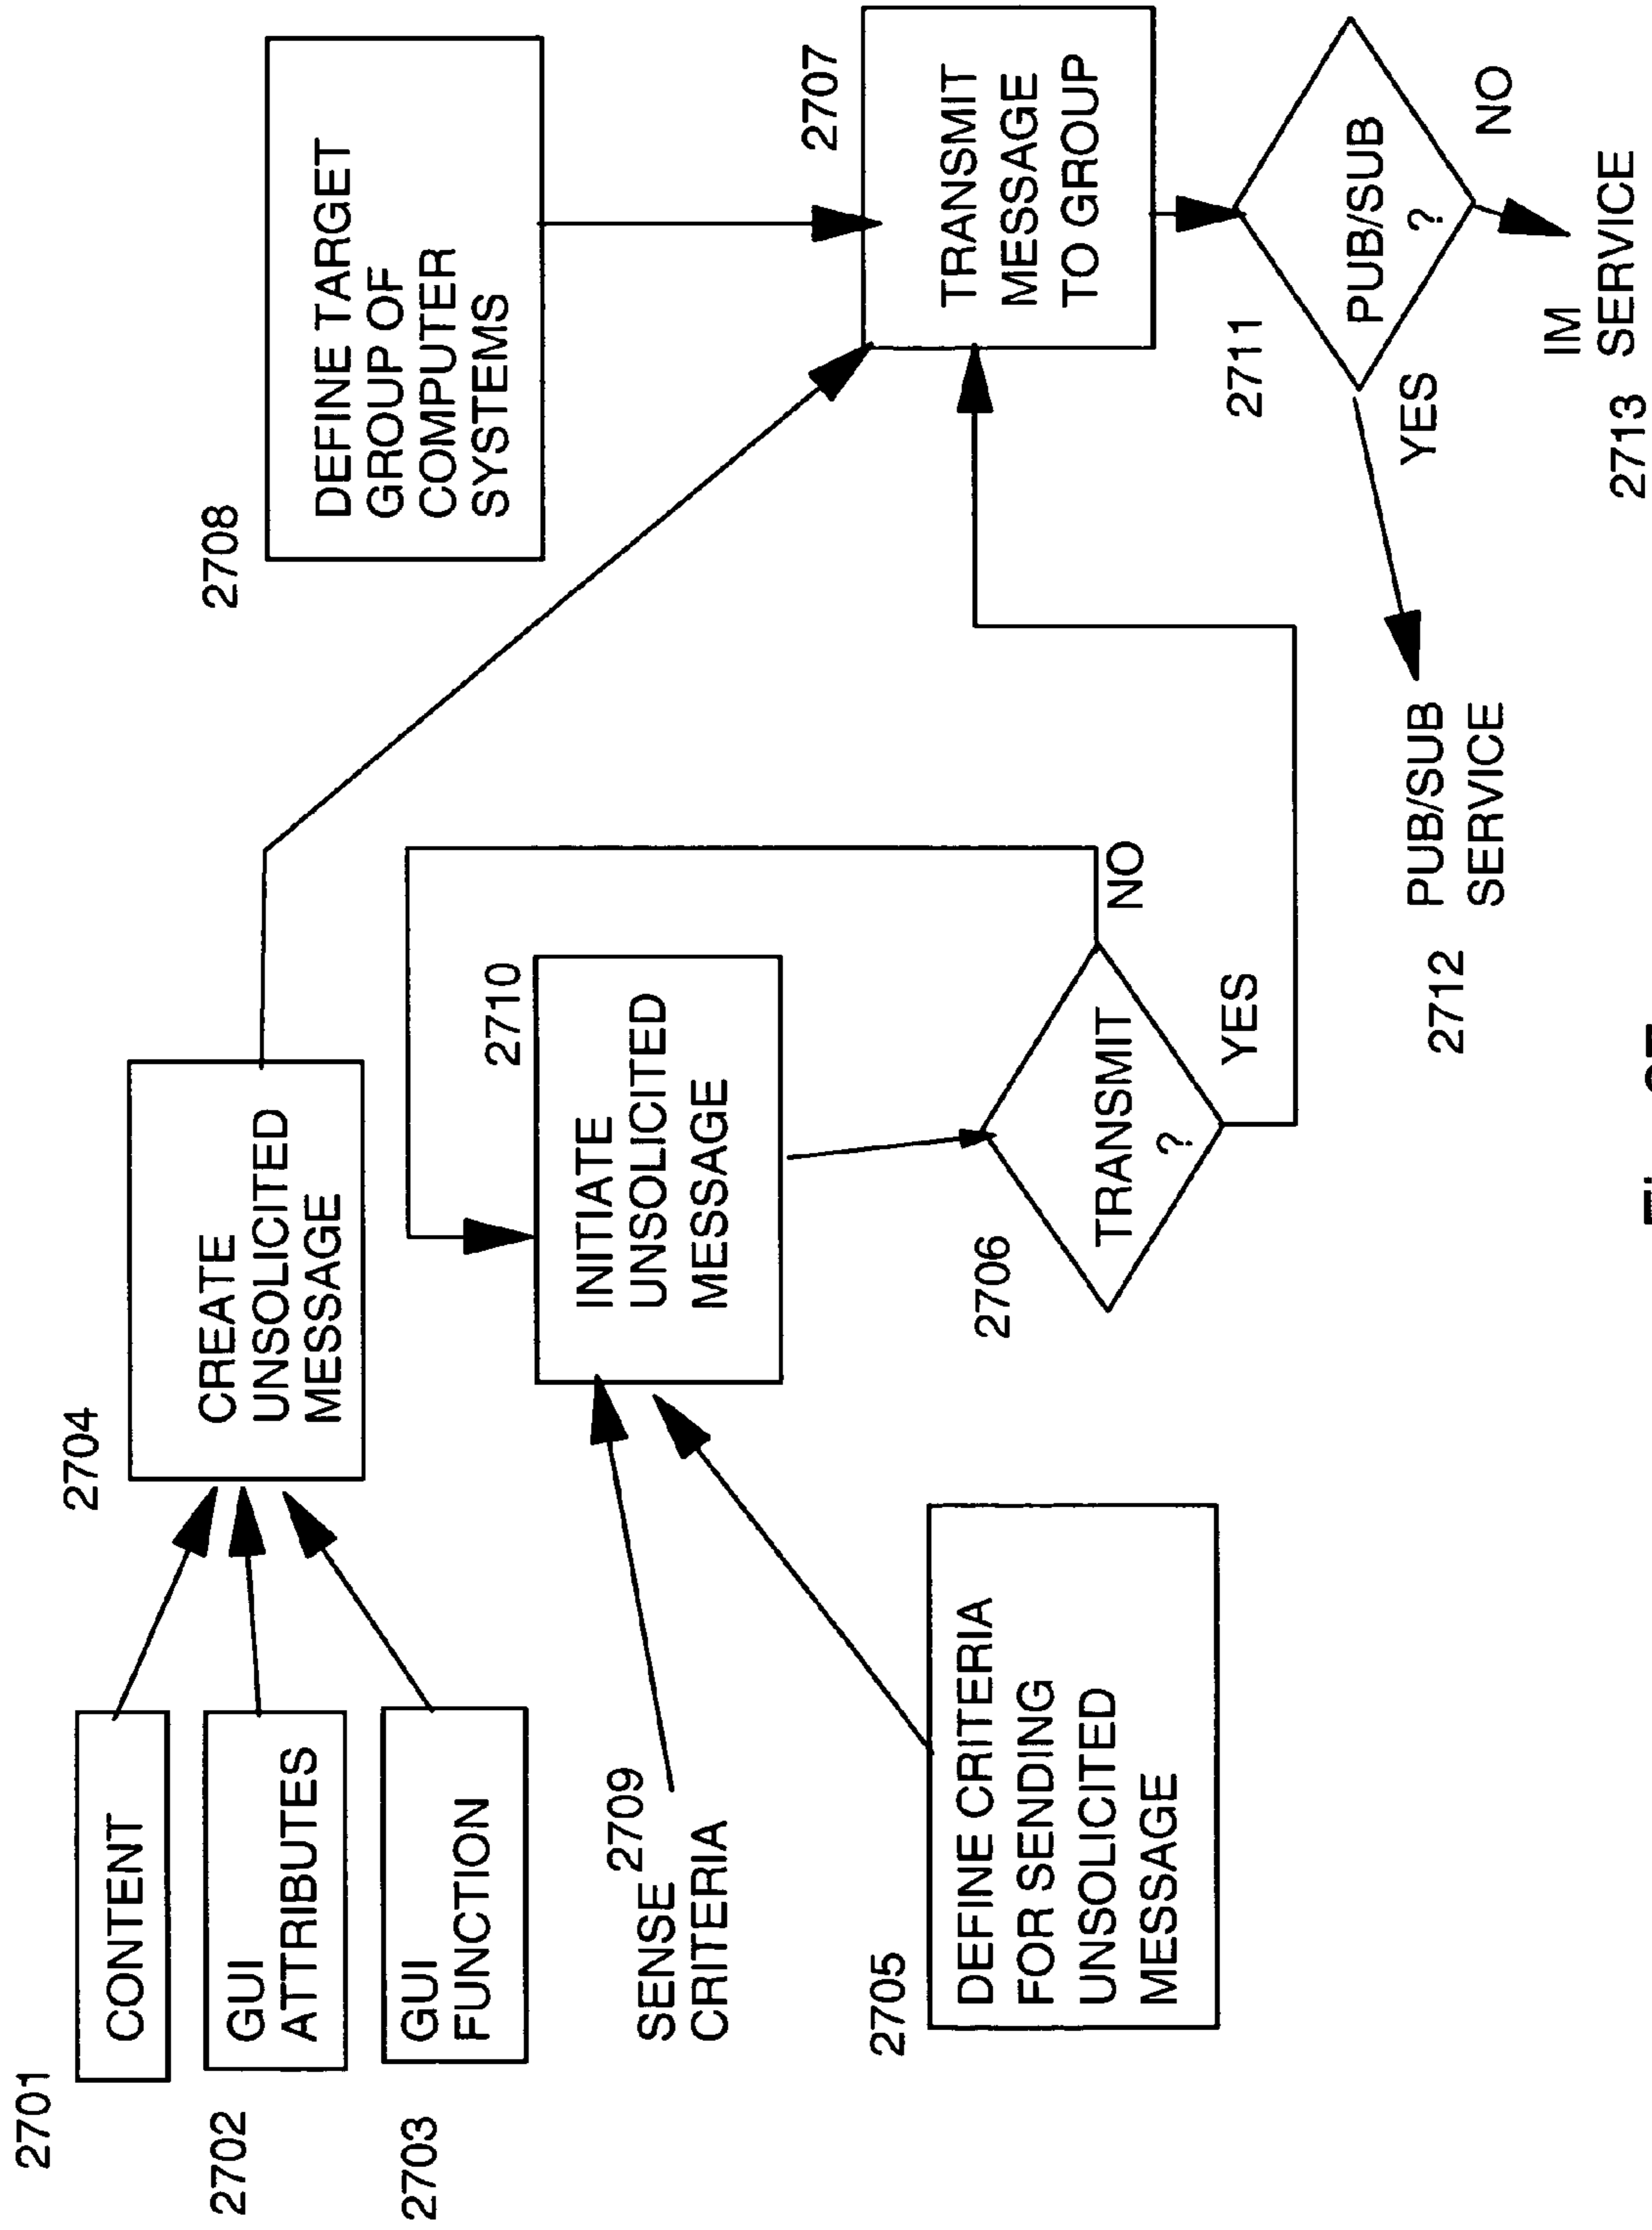 2701
CONTENT
2702
GUI
ATTRIBUTES
2703
GUI
FUNCTION
2704
CREATE
UNSOLICITED
MESSAGE
2708
DEFINE TARGET
GROUP OF
COMPUTER
SYSTEMS
SENSE 2709
CRITERIA
2710
INITIATE
UNSOLICITED
MESSAGE
2705
DEFINE CRITERIA
FOR SENDING
UNSOLICITED
MESSAGE
2706
TRANSMIT
?
NO
YES
2707
TRANSMIT
MESSAGE
TO GROUP
2711
PUB/SUB
?
YES
NO
2712
PUB/SUB
SERVICE
2713
IM
SERVICE